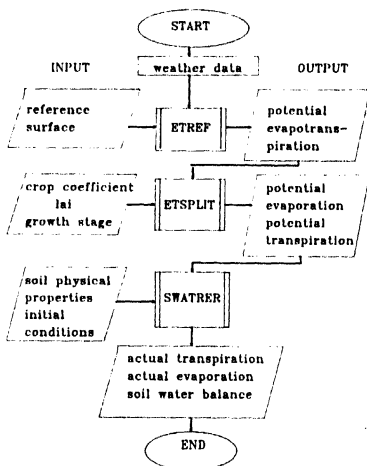 START
INPUT
weather data
OUTPUT
reference
surface
ETREF
potential
evapotrans-
piration
crop coefficient
lai
growth stage
ETSPLIT
potential
evaporation
potential
transpiration
soil physical
properties
initial
conditions
SWATRER
actual transpiration
actual evaporation
soil water balance
END